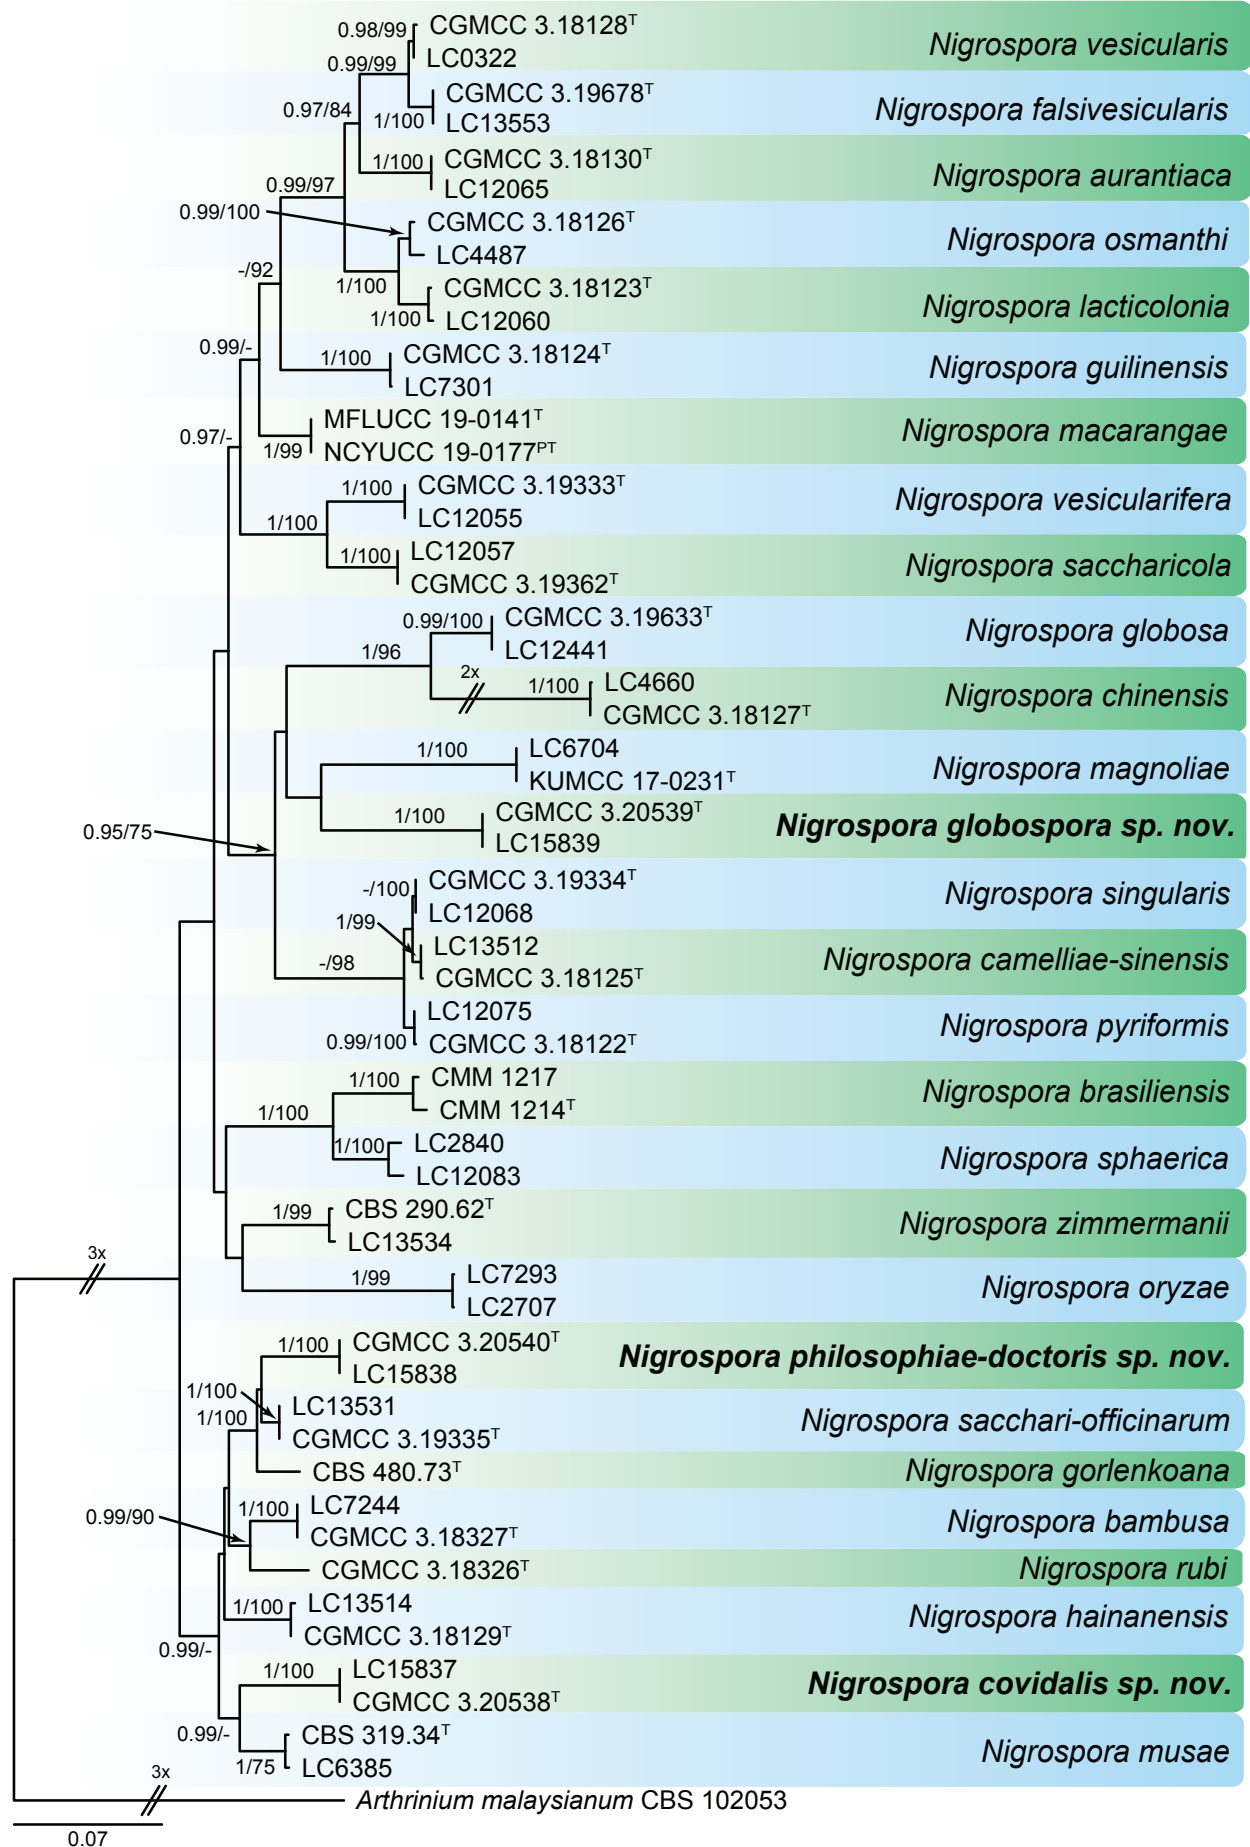 0.98/99 CGMCC 3.18128T
LC0322
Nigrospora vesicularis
0.99/99
CGMCC 3.19678T
1/100 LC13553
Nigrospora falsivesicularis
0.97/84
1/100 CGMCC 3.18130T
LC12065
Nigrospora aurantiaca
0.99/97
0.99/100
CGMCC 3.18126T
LC4487
Nigrospora osmanthi
-/92
1/100
CGMCC 3.18123T
1/100 LC12060
Nigrospora lacticolonia
0.99/-
1/100 CGMCC 3.18124T
LC7301
Nigrospora guilinensis
0.97/-
MFLUCC 19-0141T
1/99 NCYUCC 19-0177PT
Nigrospora macarangae
1/100 CGMCC 3.19333T
LC12055
Nigrospora vesicularifera
1/100
1/100 LC12057
CGMCC 3.19362T
Nigrospora saccharicola
0.99/100 CGMCC 3.19633T
LC12441
Nigrospora globosa
1/96
2x
1/100 LC4660
CGMCC 3.18127T
Nigrospora chinensis
1/100 LC6704
KUMCC 17-0231T
Nigrospora magnoliae
1/100 CGMCC 3.20539T
LC15839
Nigrospora globospora sp. nov.
0.95/75
-/100 CGMCC 3.19334T
LC12068
Nigrospora singularis
1/99
LC13512
CGMCC 3.18125T
Nigrospora camelliae-sinensis
-/98
LC12075
0.99/100 CGMCC 3.18122T
Nigrospora pyriformis
1/100 CMM 1217
CMM 1214T
Nigrospora brasiliensis
1/100
1/100 LC2840
LC12083
Nigrospora sphaerica
1/99 CBS 290.62T
LC13534
Nigrospora zimmermanii
3x
1/99 LC7293
LC2707
Nigrospora oryzae
1/100 CGMCC 3.20540T
LC15838
Nigrospora philosophiae-doctoris sp. nov.
1/100
1/100
LC13531
CGMCC 3.19335T
Nigrospora sacchari-officinarum
CBS 480.73T
Nigrospora gorlenkoana
0.99/90
1/100 LC7244
CGMCC 3.18327T
Nigrospora bambusa
CGMCC 3.18326T
Nigrospora rubi
1/100 LC13514
CGMCC 3.18129T
Nigrospora hainanensis
0.99/-
1/100 LC15837
CGMCC 3.20538T
Nigrospora covidalis sp. nov.
0.99/-
CBS 319.34T
1/75 LC6385
Nigrospora musae
3x
Arthrinium malaysianum CBS 102053
0.07